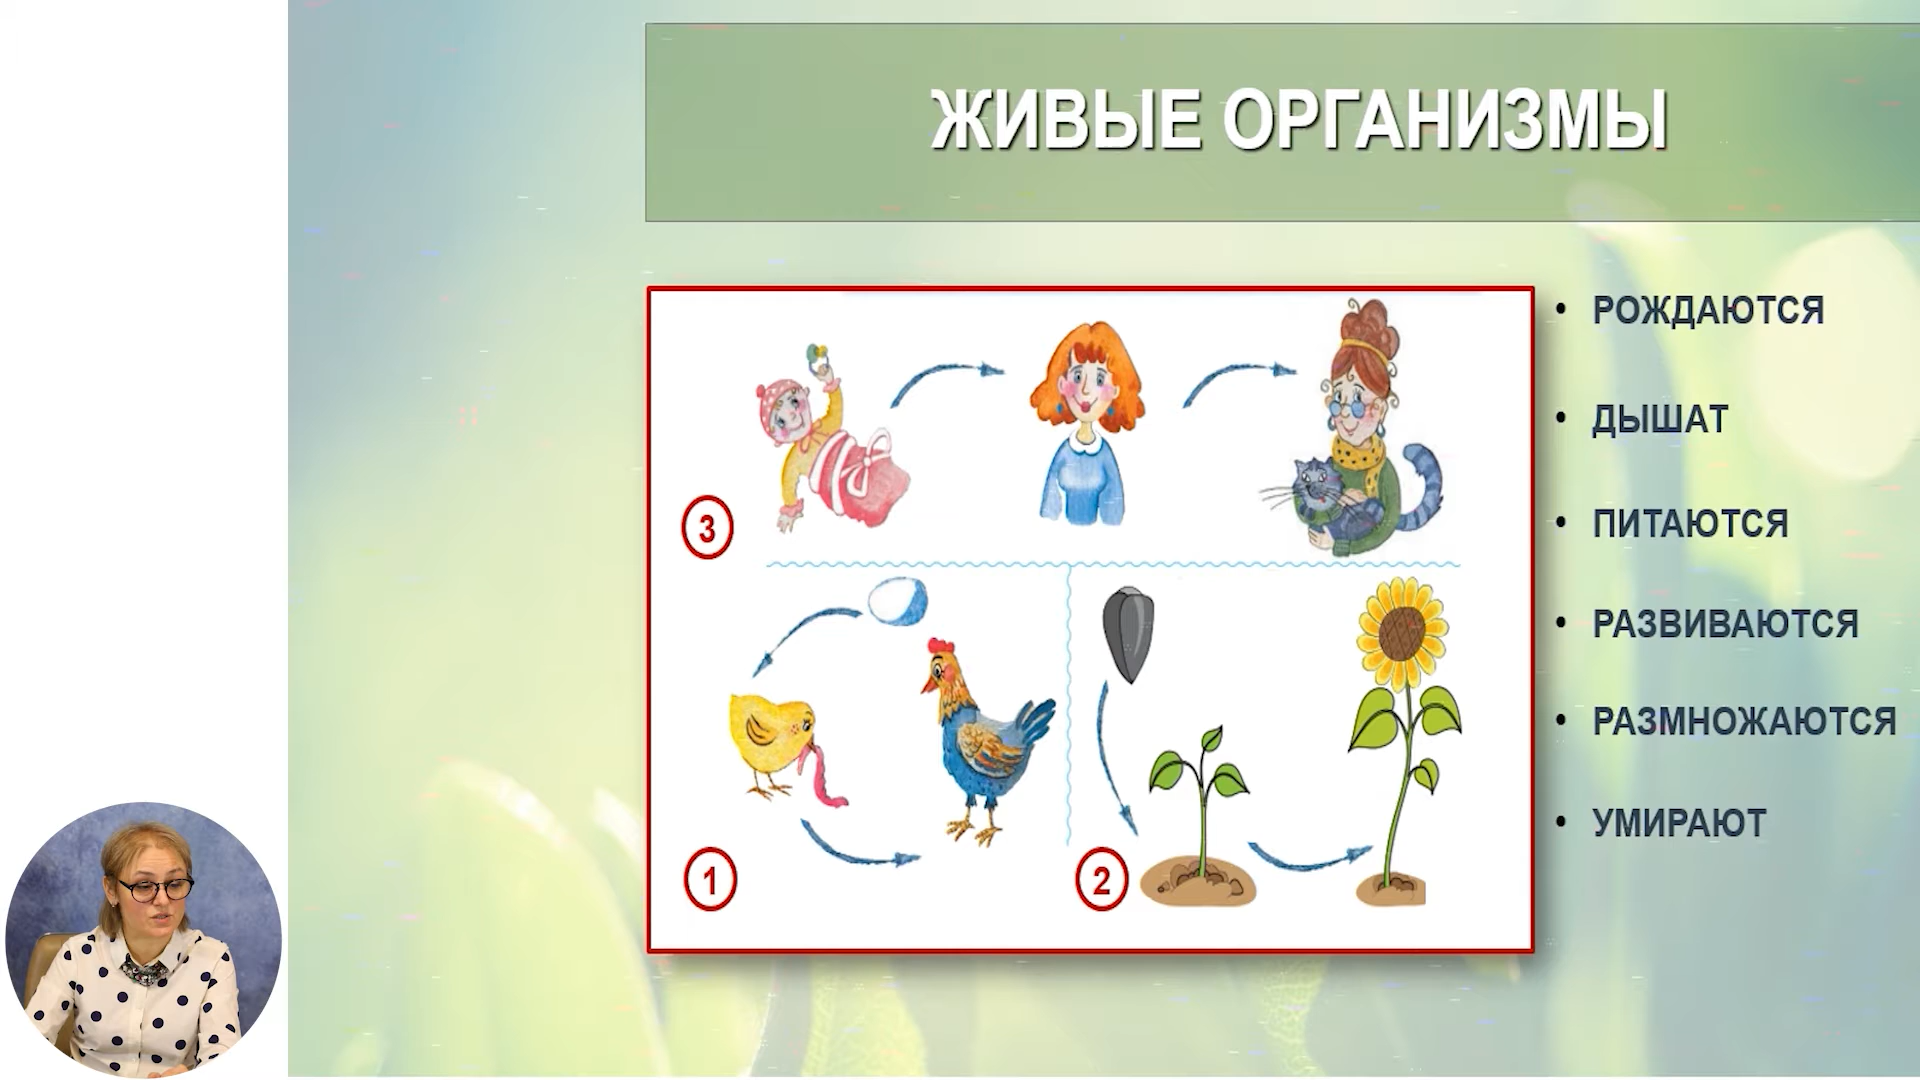 ЖИВЫЕ ОРГАНИЗМЫ
• РОЖДАЮТСЯ
• ДЫШАТ
• ПИТАЮТСЯ
• РАЗВИВАЮТСЯ
• РАЗМНОЖАЮТСЯ
• УМИРАЮТ
3
1
2